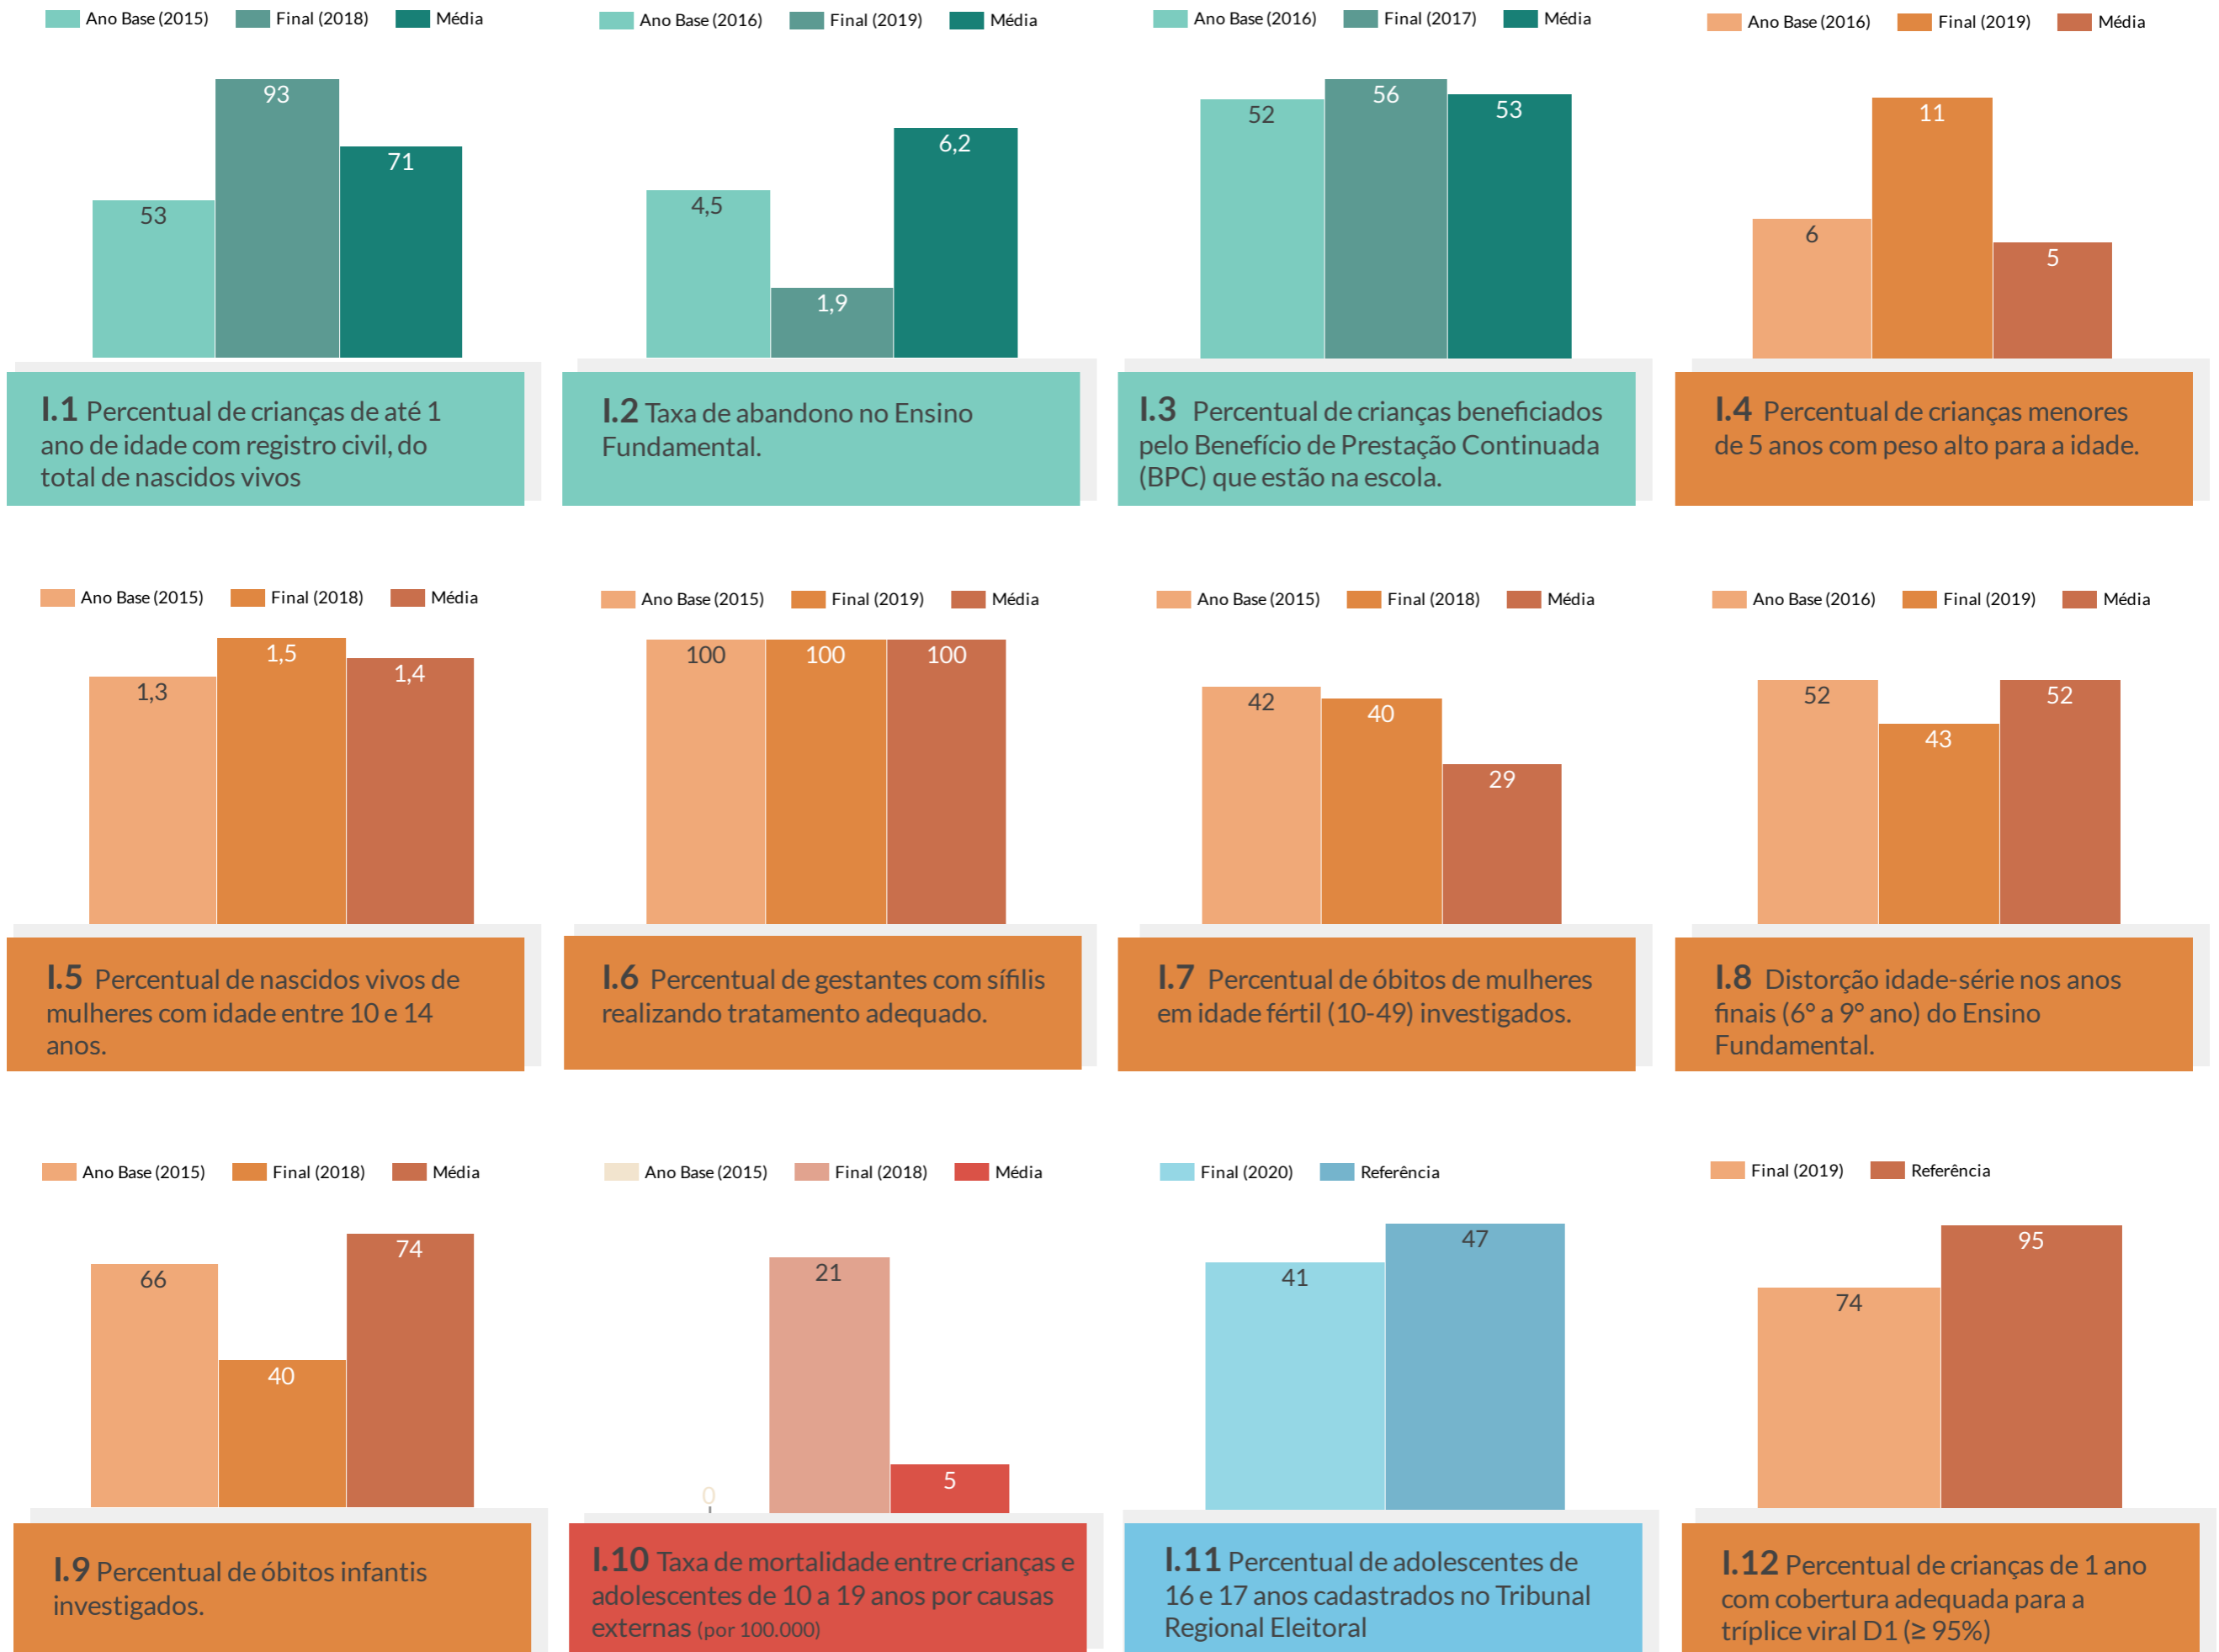 Ano Base (2015) Final (2018) Média
93
71
53
I.1 Percentual de crianças de até 1
ano de idade com registro civil, do
total de nascidos vivos
Ano Base (2016) Final (2019) Média
6,2
4,5
1,9
I.2 Taxa de abandono no Ensino
Fundamental.
Ano Base (2016) Final (2017) Média
56
52
53
I.3 Percentual de crianças beneficiados
pelo Benefício de Prestação Continuada
(BPC) que estão na escola.
Ano Base (2016) Final (2019) Média
11
6
5
I.4 Percentual de crianças menores
de 5 anos com peso alto para a idade.
Ano Base (2015) Final (2018) Média
1,5
1,4
1,3
I.5 Percentual de nascidos vivos de
mulheres com idade entre 10 e 14
anos.
Ano Base (2015) Final (2019) Média
100 100 100
I.6 Percentual de gestantes com sífilis
realizando tratamento adequado.
Ano Base (2015) Final (2018) Média
42
40
29
I.7 Percentual de óbitos de mulheres
em idade fértil (10-49) investigados.
Ano Base (2016) Final (2019) Média
52 52
43
I.8 Distorção idade-série nos anos
finais (6° a 9° ano) do Ensino
Fundamental.
Ano Base (2015) Final (2018) Média
74
66
40
I.9 Percentual de óbitos infantis
investigados.
Ano Base (2015) Final (2018) Média
21
5
0
I.10 Taxa de mortalidade entre crianças e
adolescentes de 10 a 19 anos por causas
externas (por 100.000)
Final (2020) Referência
47
41
I.11 Percentual de adolescentes de
16 e 17 anos cadastrados no Tribunal
Regional Eleitoral
Final (2019) Referência
95
74
I.12 Percentual de crianças de 1 ano
com cobertura adequada para a
tríplice viral D1 (≥ 95%)